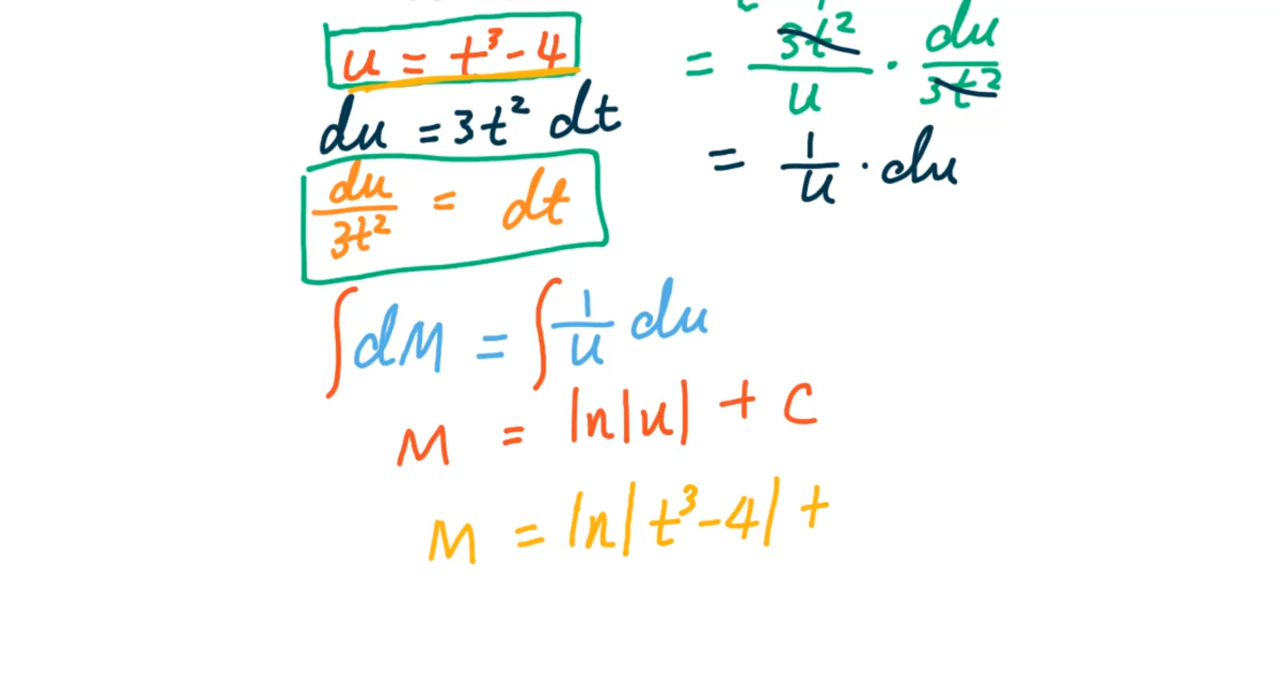 u = t³ - 4
du = 3t² dt
du/3t² = dt
= 3t²/u · du/3t²
= 1/u · du
∫dM = ∫ 1/u du
M = ln|u| + C
M = ln|t³-4| +